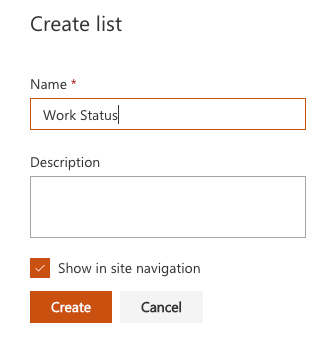 Create list
Name *
Work Status
Description
Show in site navigation
Create
Cancel